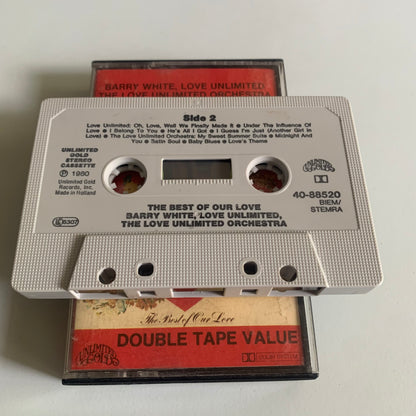 BARRY WHITE, LOVE UNLIMITED
THE LOVE UNLIMITED ORCHESTRA
Side 2
Love Unlimited: Oh, Love, Well We Finally Made It • Under The Influence Of
Love • I Belong To You • He's All I Got • I Guess I'm Just (Another Girl In
Love) • The Love Unlimited Orchestra: My Sweet Summer Suite • Midnight And
You • Satin Soul • Baby Blues • Love's Theme
UNLIMITED
GOLD
STEREO
CASSETTE
℗ 1980
Unlimited Gold
Records, Inc.
Made in Holland
UNLIMITED
40-88520
BIEM/
STEMRA
THE BEST OF OUR LOVE
BARRY WHITE, LOVE UNLIMITED,
THE LOVE UNLIMITED ORCHESTRA
The Best of Our Love
DOUBLE TAPE VALUE
UNLIMITED
DOLBY SYSTEM